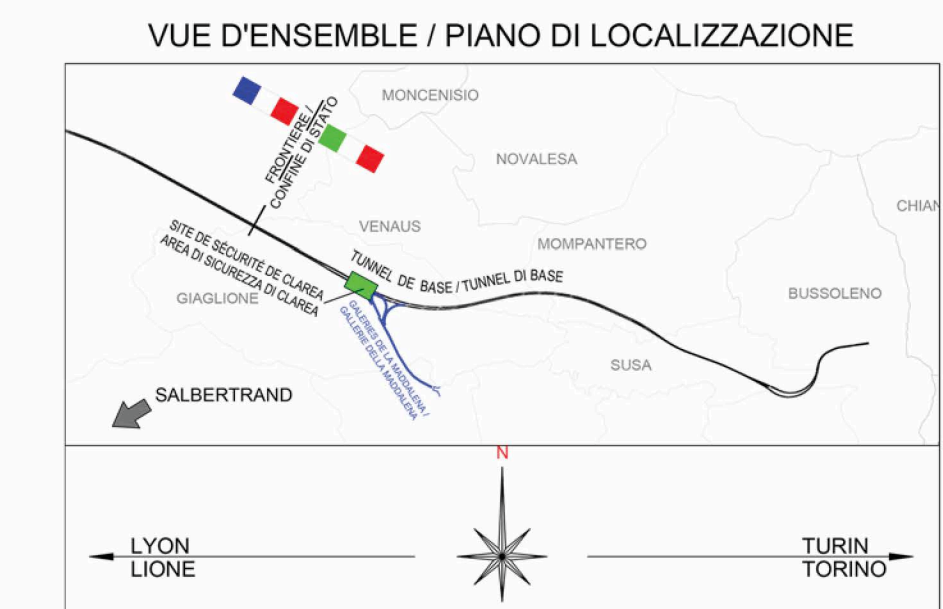 VUE D'ENSEMBLE / PIANO DI LOCALIZZAZIONE
MONCENISIO
FRONTIERE /
CONFINE DI STATO
NOVALESA
CHIAN
VENAUS
SITE DE SÉCURITÉ DE CLAREA
AREA DI SICUREZZA DI CLAREA
MOMPANTERO
TUNNEL DE BASE/TUNNEL DI BASE
GIAGLIONE
BUSSOLENO
GALERIES DE LA MADDALENA /
GALLERIE DELLA MADDALENA
SUSA
SALBERTRAND
N
LYON
LIONE
TURIN
TORINO